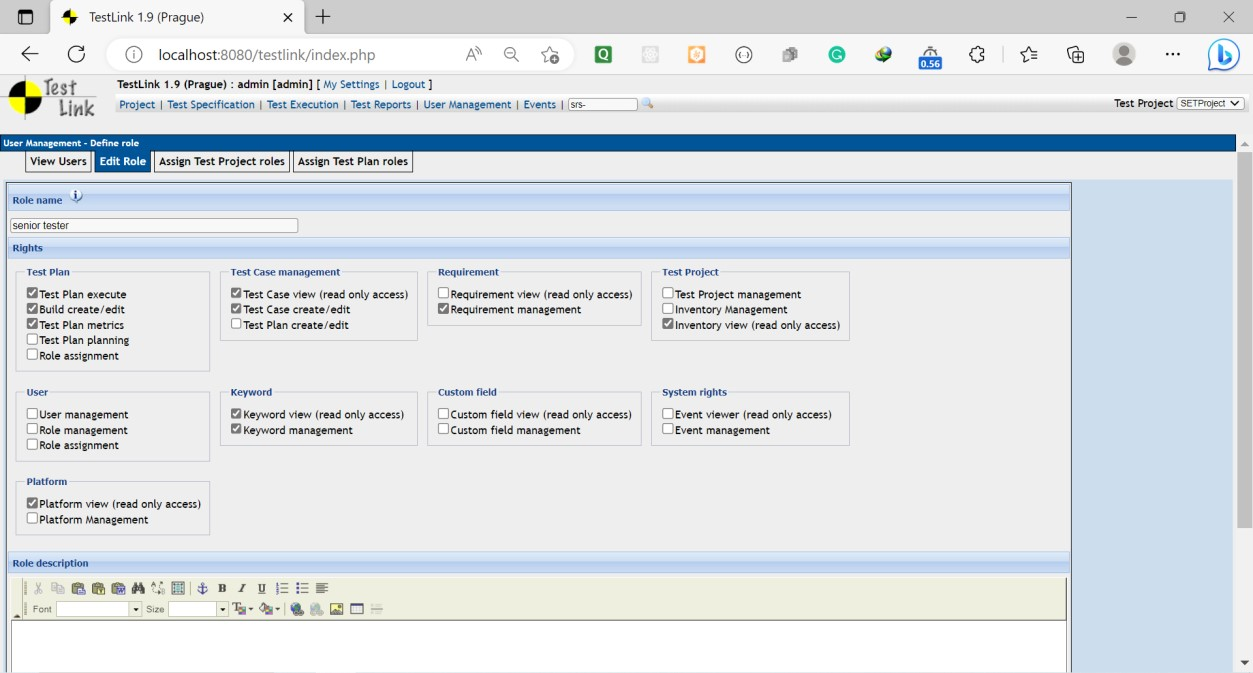 TestLink 1.9 (Prague)
localhost:8080/testlink/index.php
0.56
Test Link
TestLink 1.9 (Prague) : admin [admin] [ My Settings | Logout ]
Project | Test Specification | Test Execution | Test Reports | User Management | Events | srs-
Test Project SETProject
User Management - Define role
View Users Edit Role Assign Test Project roles Assign Test Plan roles
Role name
senior tester
Rights
Test Plan
Test Plan execute
Build create/edit
Test Plan metrics
Test Plan planning
Role assignment
Test Case management
Test Case view (read only access)
Test Case create/edit
Test Plan create/edit
Requirement
Requirement view (read only access)
Requirement management
Test Project
Test Project management
Inventory Management
Inventory view (read only access)
User
User management
Role management
Role assignment
Keyword
Keyword view (read only access)
Keyword management
Custom field
Custom field view (read only access)
Custom field management
System rights
Event viewer (read only access)
Event management
Platform
Platform view (read only access)
Platform Management
Role description
B I U
Font Size